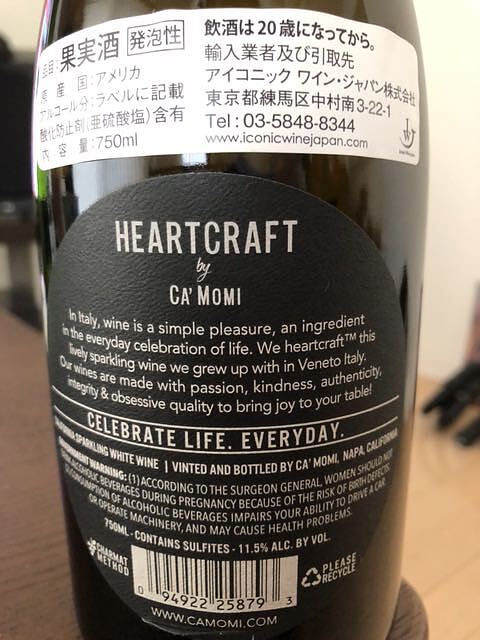 品目:果実酒 発泡性
原産国:アメリカ
アルコール分:ラベルに記載
酸化防止剤(亜硫酸塩)含有
内容量:750ml
飲酒は20歳になってから。
輸入業者及び引取先
アイコニック ワイン・ジャパン株式会社
東京都練馬区中村南3-22-1
Tel:03-5848-8344
www.iconicwinejapan.com
HEARTCRAFT
by
CA' MOMI
In Italy, wine is a simple pleasure, an ingredient
in the everyday celebration of life. We heartcraft™ this
lively sparkling wine we grew up with in Veneto Italy.
Our wines are made with passion, kindness, authenticity,
integrity & obsessive quality to bring joy to your table!
CELEBRATE LIFE. EVERYDAY.
CALIFORNIA SPARKLING WHITE WINE | VINTED AND BOTTLED BY CA' MOMI, NAPA, CALIFORNIA
GOVERNMENT WARNING: (1) ACCORDING TO THE SURGEON GENERAL, WOMEN SHOULD NOT
DRINK ALCOHOLIC BEVERAGES DURING PREGNANCY BECAUSE OF THE RISK OF BIRTH DEFECTS.
CONSUMPTION OF ALCOHOLIC BEVERAGES IMPAIRS YOUR ABILITY TO DRIVE A CAR
OR OPERATE MACHINERY, AND MAY CAUSE HEALTH PROBLEMS.
750ML · CONTAINS SULFITES · 11.5% ALC. BY VOL.
CHARMAT
METHOD
PLEASE
RECYCLE
0 94922 25879 3
WWW.CAMOMI.COM